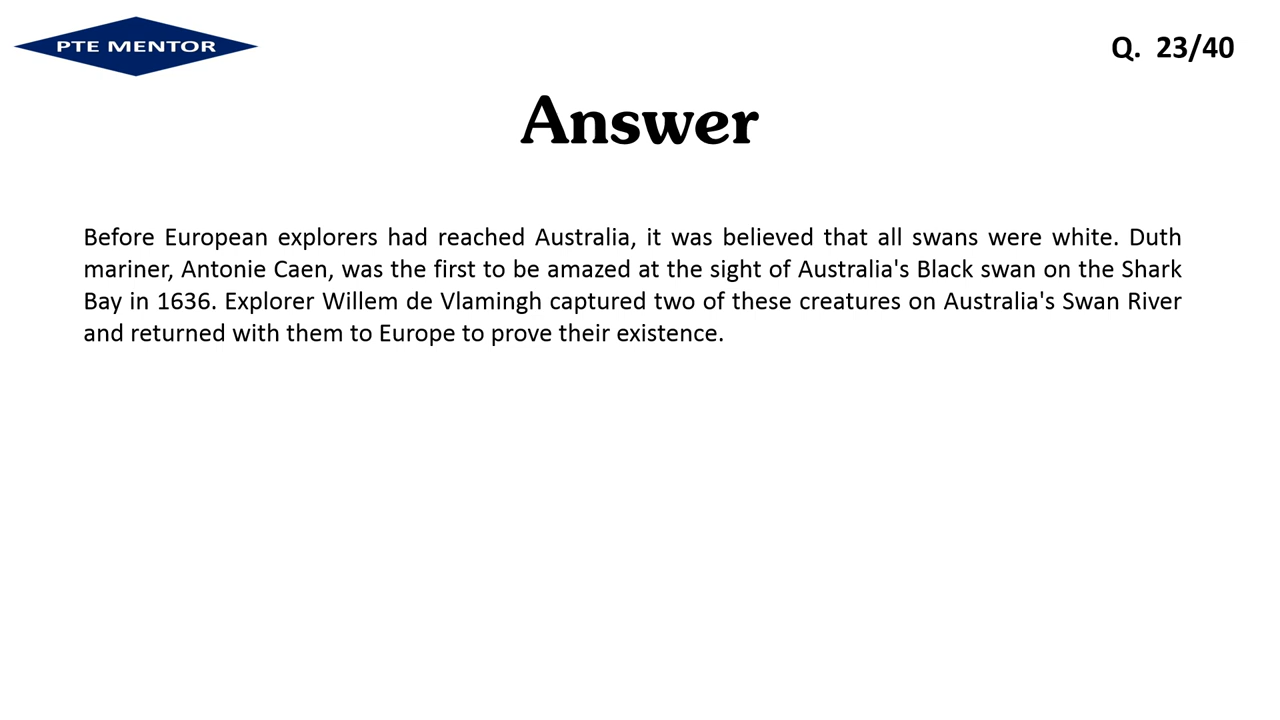 PTE MENTOR
Q. 23/40
Answer
Before European explorers had reached Australia, it was believed that all swans were white. Duth
mariner, Antonie Caen, was the first to be amazed at the sight of Australia's Black swan on the Shark
Bay in 1636. Explorer Willem de Vlamingh captured two of these creatures on Australia's Swan River
and returned with them to Europe to prove their existence.